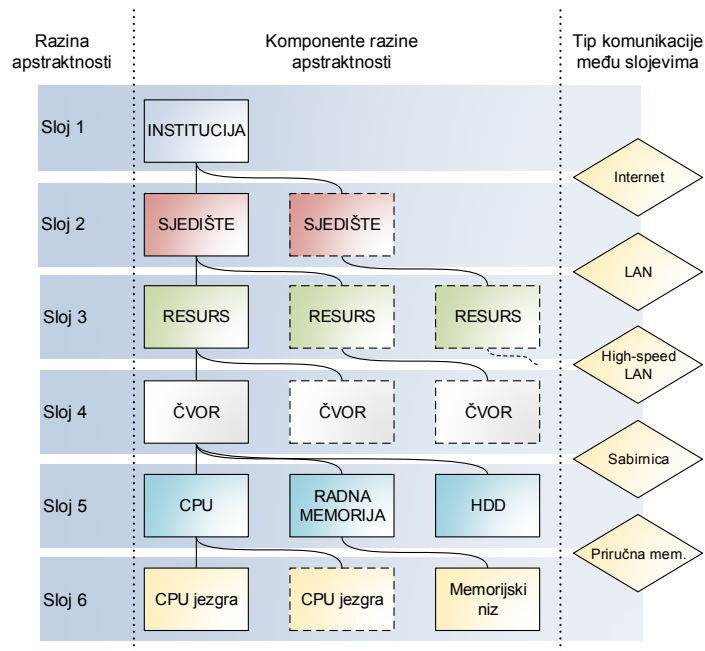 Razina
apstraktnosti
Komponente razine
apstraktnosti
Tip komunikacije
među slojevima
Sloj 1
INSTITUCIJA
Internet
Sloj 2
SJEDIŠTE
SJEDIŠTE
LAN
Sloj 3
RESURS
RESURS
RESURS
High-speed
LAN
Sloj 4
ČVOR
ČVOR
ČVOR
Sabirnica
Sloj 5
CPU
RADNA
MEMORIJA
HDD
Priručna mem.
Sloj 6
CPU jezgra
CPU jezgra
Memorijski
niz